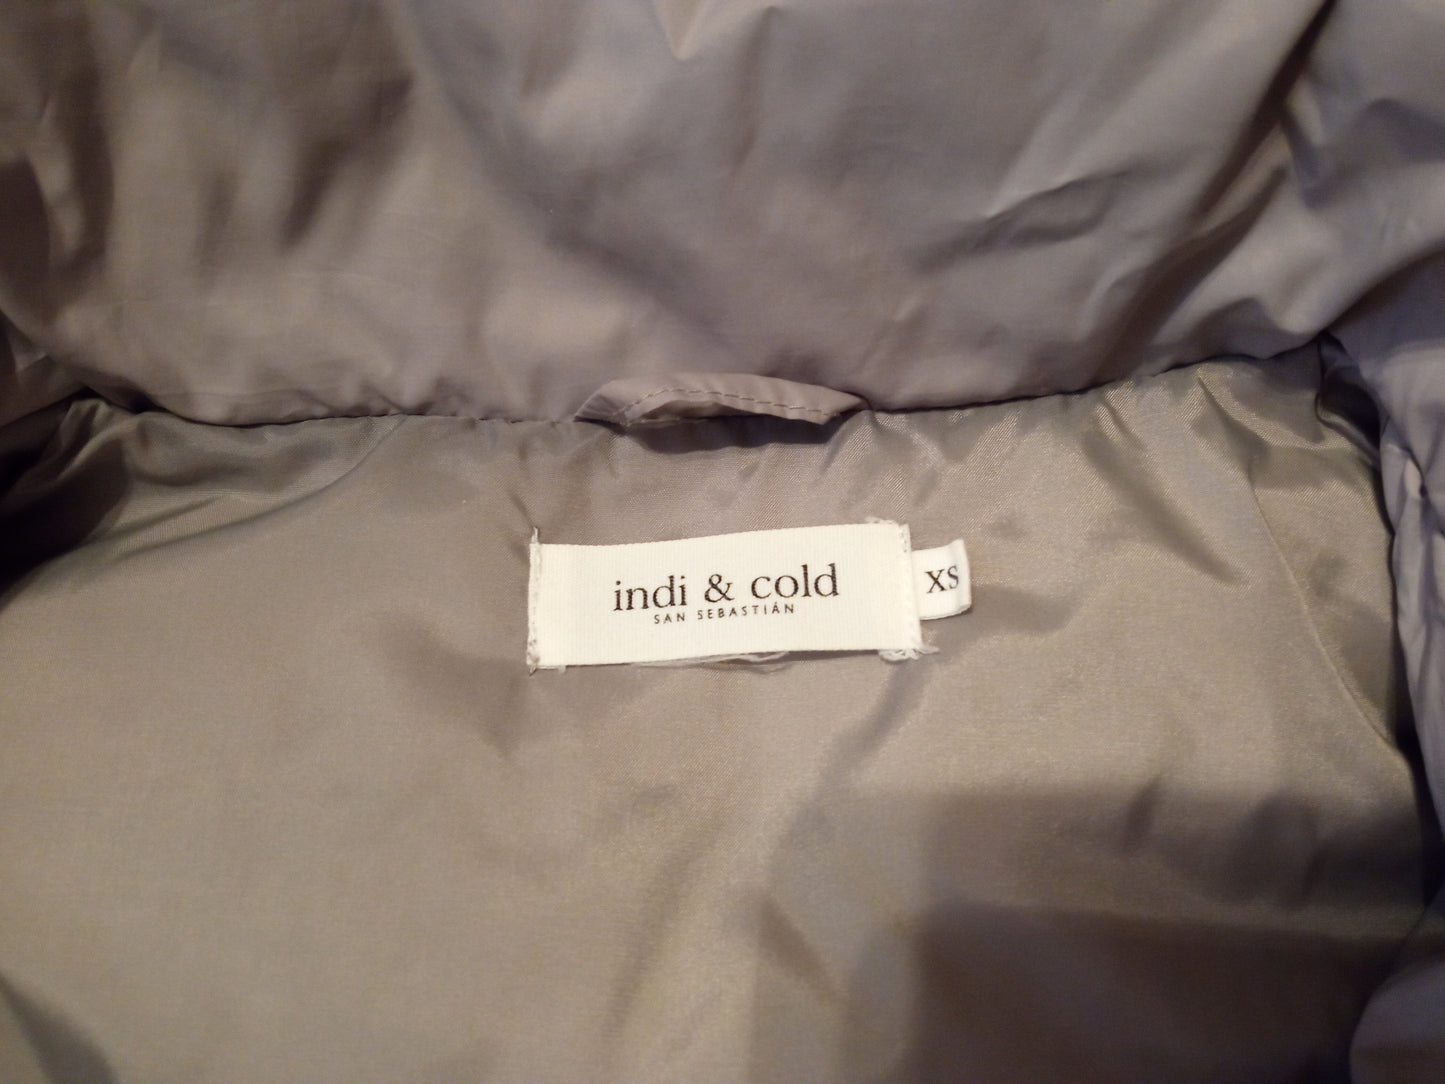 indi & cold
SAN SEBASTIÁN
XS